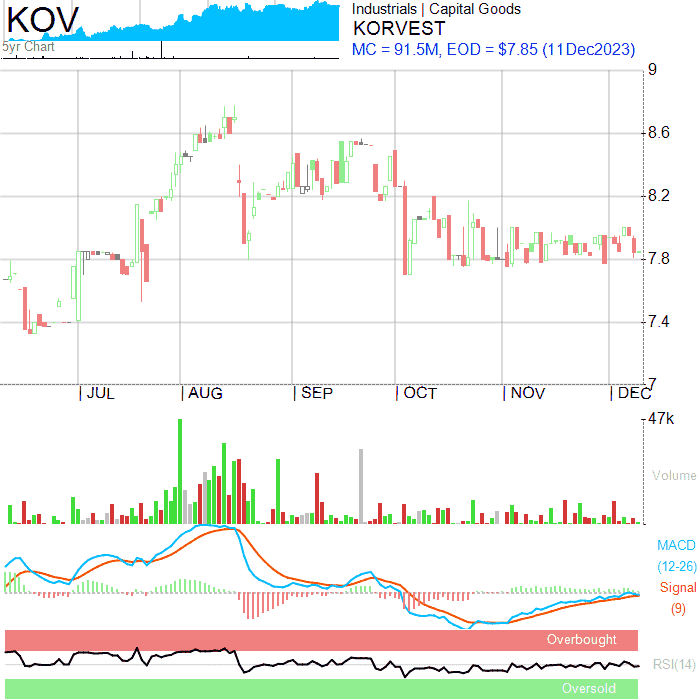 KOV
5yr Chart
Industrials | Capital Goods
KORVEST
MC = 91.5M, EOD = $7.85 (11Dec2023)
9
8.6
8.2
7.8
7.4
7
| JUL | AUG | SEP | OCT | NOV | DEC
47k
Volume
MACD
(12-26)
Signal
(9)
Overbought
RSI(14)
Oversold